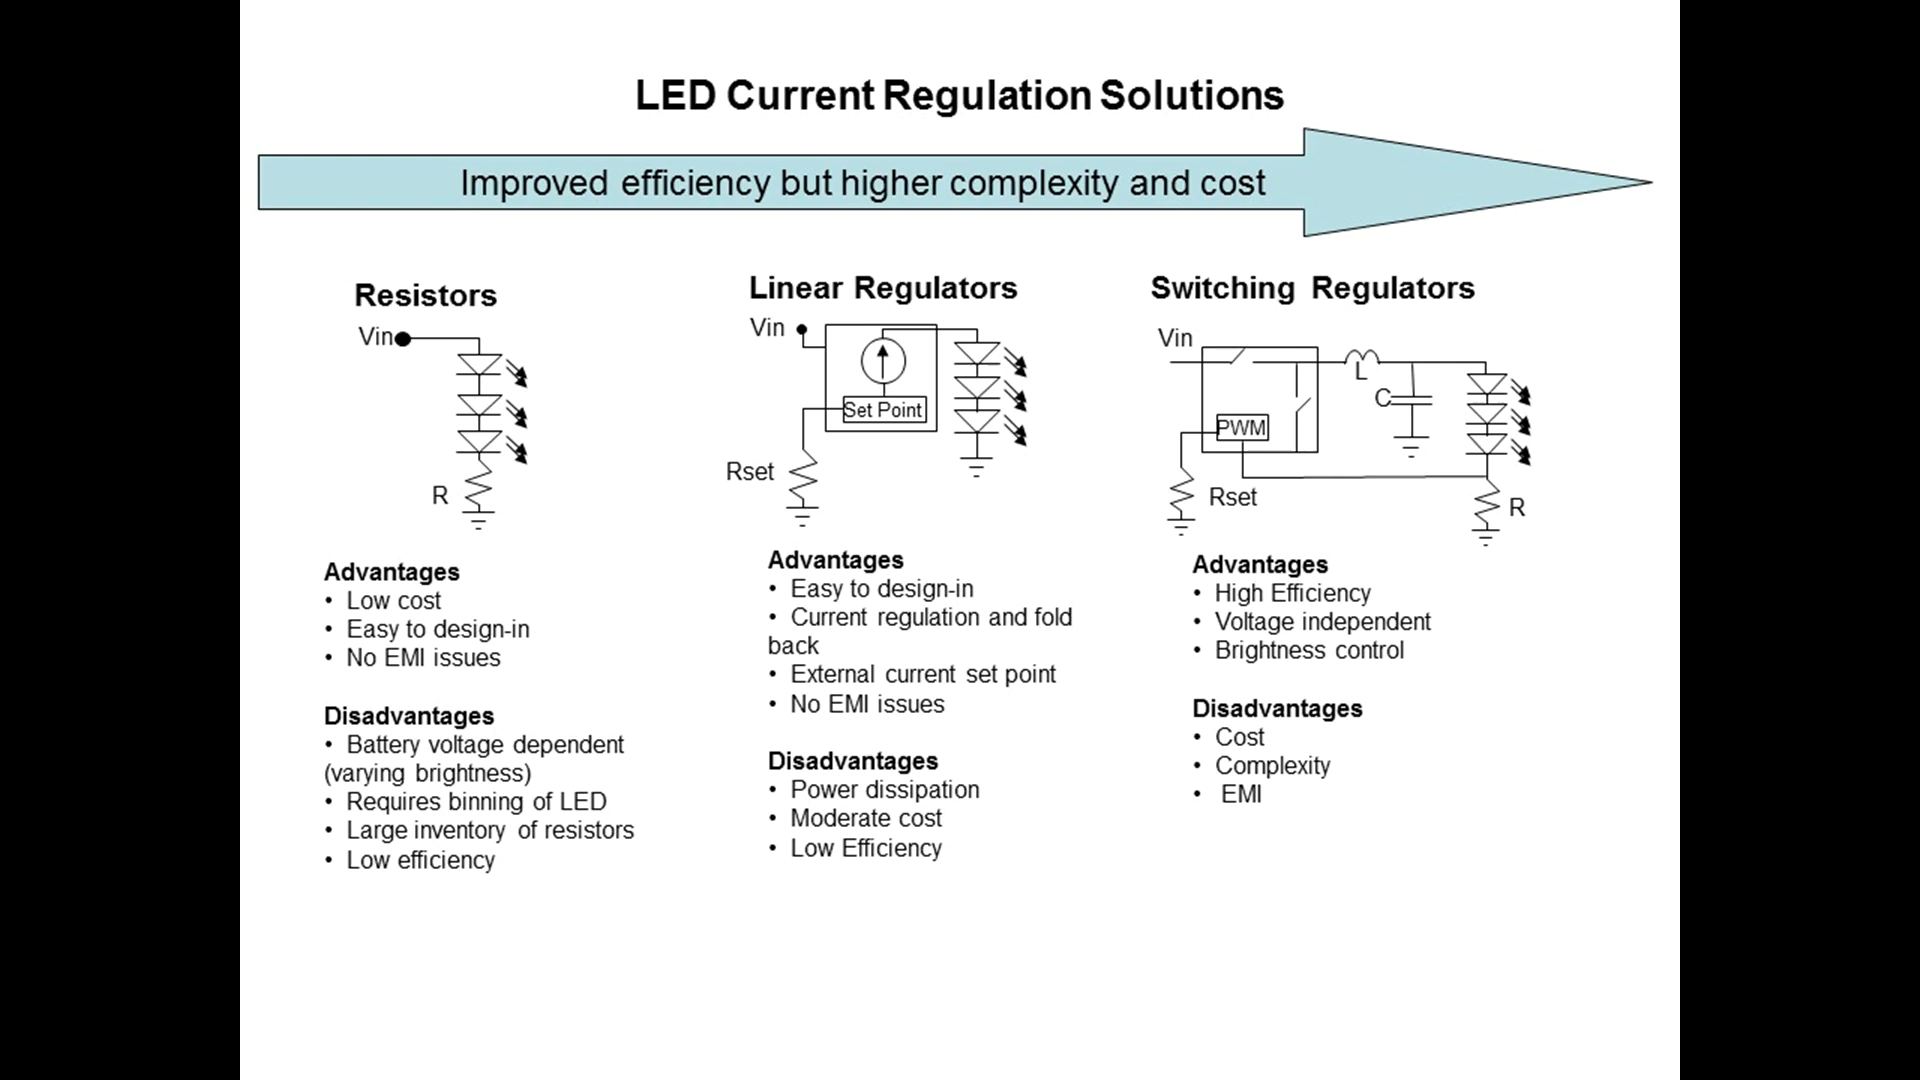 LED Current Regulation Solutions
Improved efficiency but higher complexity and cost
Resistors
Vin
R
Advantages
• Low cost
• Easy to design-in
• No EMI issues
Disadvantages
• Battery voltage dependent
(varying brightness)
• Requires binning of LED
• Large inventory of resistors
• Low efficiency
Linear Regulators
Vin
Set Point
Rset
Advantages
• Easy to design-in
• Current regulation and fold
back
• External current set point
• No EMI issues
Disadvantages
• Power dissipation
• Moderate cost
• Low Efficiency
Switching Regulators
Vin
L
C
PWM
Rset
R
Advantages
• High Efficiency
• Voltage independent
• Brightness control
Disadvantages
• Cost
• Complexity
• EMI